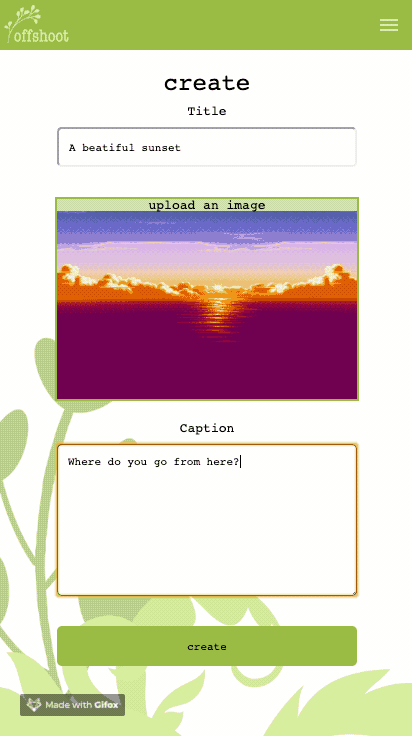 offshoot
create
Title
A beatiful sunset
upload an image
Caption
Where do you go from here?
create
Made with Gifox